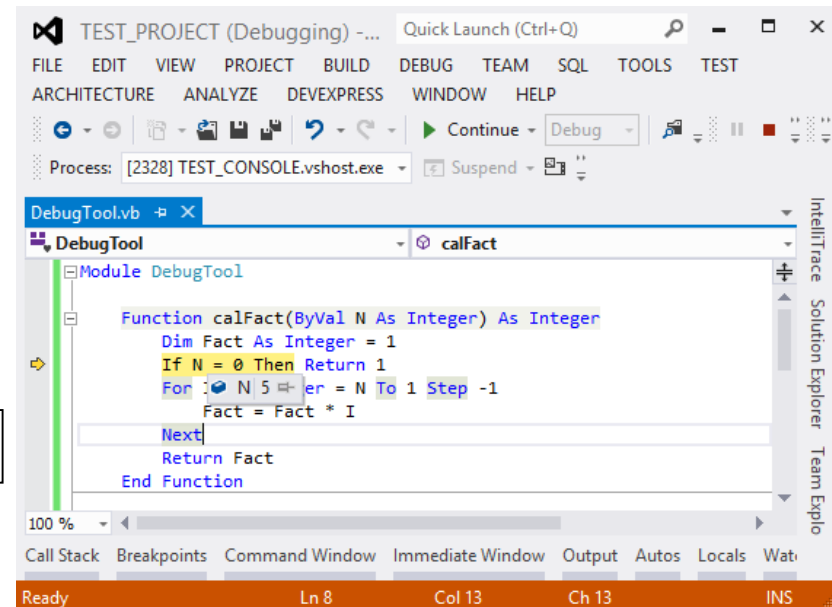 TEST_PROJECT (Debugging) -... Quick Launch (Ctrl+Q)
FILE EDIT VIEW PROJECT BUILD DEBUG TEAM SQL TOOLS TEST
ARCHITECTURE ANALYZE DEVEXPRESS WINDOW HELP
Continue Debug
Process: [2328] TEST_CONSOLE.vshost.exe Suspend
DebugTool.vb
DebugTool calFact
Module DebugTool
Function calFact(ByVal N As Integer) As Integer
Dim Fact As Integer = 1
If N = 0 Then Return 1
For N 5 er = N To 1 Step -1
Fact = Fact * I
Next
Return Fact
End Function
100 %
Call Stack Breakpoints Command Window Immediate Window Output Autos Locals Wat
Ready Ln 8 Col 13 Ch 13 INS
IntelliTrace
Solution Explorer
Team Explo